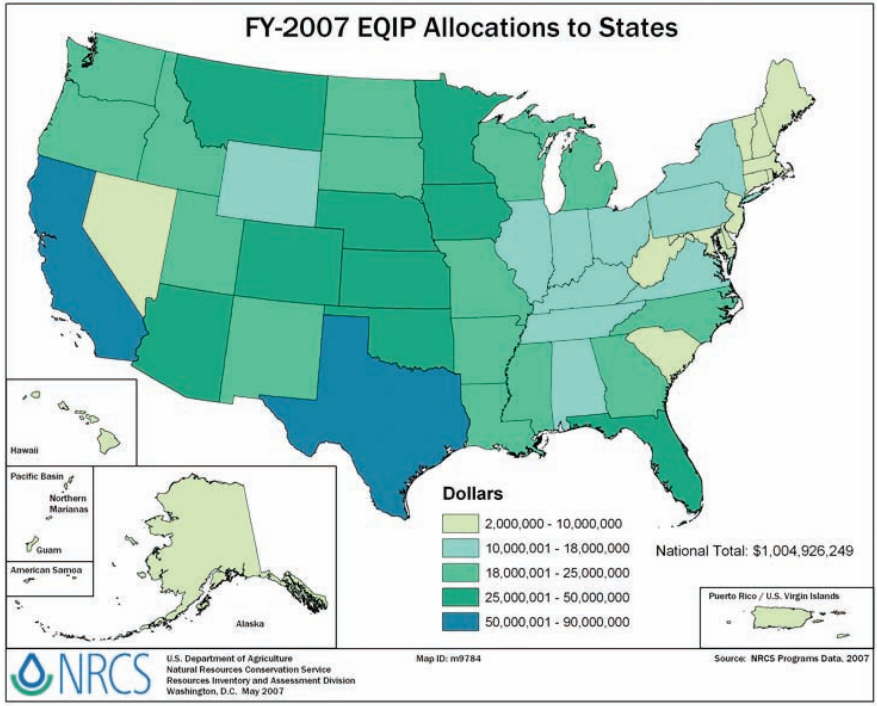 FY-2007 EQIP Allocations to States
Hawaii
Pacific Basin
Northern
Marianas
Guam
American Samoa
Alaska
Dollars
2,000,000 - 10,000,000
10,000,001 - 18,000,000
18,000,001 - 25,000,000
25,000,001 - 50,000,000
50,000,001 - 90,000,000
National Total: $1,004,926,249
Puerto Rico / U.S. Virgin Islands
NRCS
U.S. Department of Agriculture
Natural Resources Conservation Service
Resources Inventory and Assessment Division
Washington, D.C. May 2007
Map ID: m9784
Source: NRCS Programs Data, 2007